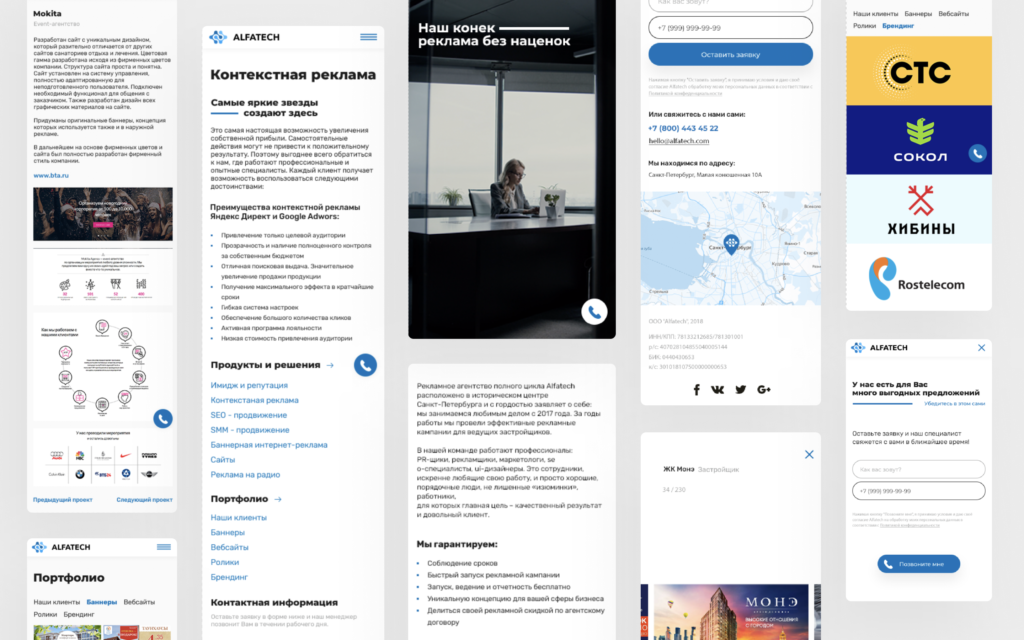 Mokita
Event-агентство
Разработан сайт с уникальным дизайном,
который разительно отличается от других
сайтов санаториев отдыха и лечения. Цветовая
гамма разработана исходя из фирменных цветов
компании. Структура сайта проста и понятна.
Сайт установлен на систему управления,
полностью адаптированную для
неподготовленного пользователя. Подключен
необходимый функционал для общения с
заказчиком. Также разработан дизайн всех
графических материалов на сайте.
Придуманы оригинальные баннеры, концепция
которых используется также и в наружной
рекламе.
В дальнейшем на основе фирменных цветов и
сайта был полностью разработан фирменный
стиль компании.
www.bta.ru
Как мы работаем с
нашими клиентами
У нас проводили мероприятия
Предыдущий проект
Следующий проект
ALFATECH
Портфолио
Наши клиенты Баннеры Вебсайты
Ролики Брендинг
ALFATECH
Контекстная реклама
Самые яркие звезды
создают здесь
Это самая настоящая возможность увеличения
собственной прибыли. Самостоятельные
действия могут не привести к положительному
результату. Поэтому выгоднее всего обратиться
к нам, где работают профессиональные и
опытные специалисты. Каждый клиент получает
возможность воспользоваться следующими
достоинствами:
Преимущества контекстной рекламы
Яндекс Директ и Google Adwors:
Привлечение только целевой аудитории
Прозрачность и наличие полноценного контроля
за собственным бюджетом
Отличная поисковая выдача. Значительное
увеличение продажи продукции
Получение максимального эффекта в кратчайшие
сроки
Гибкая система настроек
Обеспечение большого количества кликов
Активная программа лояльности
Низкая стоимость привлечения аудитории
Продукты и решения →
Имидж и репутация
Контекстаная реклама
SEO - продвижение
SMM - продвижение
Баннерная интернет-реклама
Сайты
Реклама на радио
Портфолио →
Наши клиенты
Баннеры
Вебсайты
Ролики
Брендинг
Контактная информация
Оставьте заявку в форме ниже и наш менеджер
позвонит Вам в течении рабочего дня.
Наш конек
реклама без наценок
Рекламное агентство полного цикла Alfatech
расположено в историческом центре
Санкт-Петербурга и с гордостью заявляет о себе:
мы занимаемся любимым делом с 2017 года. За годы
работы мы провели эффективные рекламные
кампании для ведущих застройщиков.
В нашей команде работают профессионалы:
PR-щики, рекламщики, маркетологи, se
o-специалисты, ui-дизайнеры. Это сотрудники,
искренне любящие свою работу, и просто хорошие,
порядочные люди, не лишенные «изюминки»,
работники,
для которых главная цель – качественный результат
и довольный клиент.
Мы гарантируем:
Соблюдение сроков
Быстрый запуск рекламной кампании
Запуск, ведение и отчетность бесплатно
Уникальную концепцию для вашей сферы бизнеса
Делиться своей рекламной скидкой по агентскому
договору
Как вас зовут?
+7 (999) 999-99-99
Оставить заявку
Или свяжитесь с нами сами:
+7 (800) 443 45 22
hello@alfatech.com
Мы находимся по адресу:
Санкт-Петербург, Малая конюшенная 10А
ООО "Alfatech", 2018
ЖК Монэ Застройщик
34 / 230
МОНЭ
Наши клиенты Баннеры Вебсайты
Ролики Брендинг
СТС
СОКОЛ
ХИБИНЫ
Rostelecom
ALFATECH
У нас есть для Вас
много выгодных предложений
Убедитесь в этом сами
Оставьте заявку и наш специалист
свяжется с вами в ближайшее время!
Как вас зовут?
+7 (999) 999-99-99
Позвоните мне